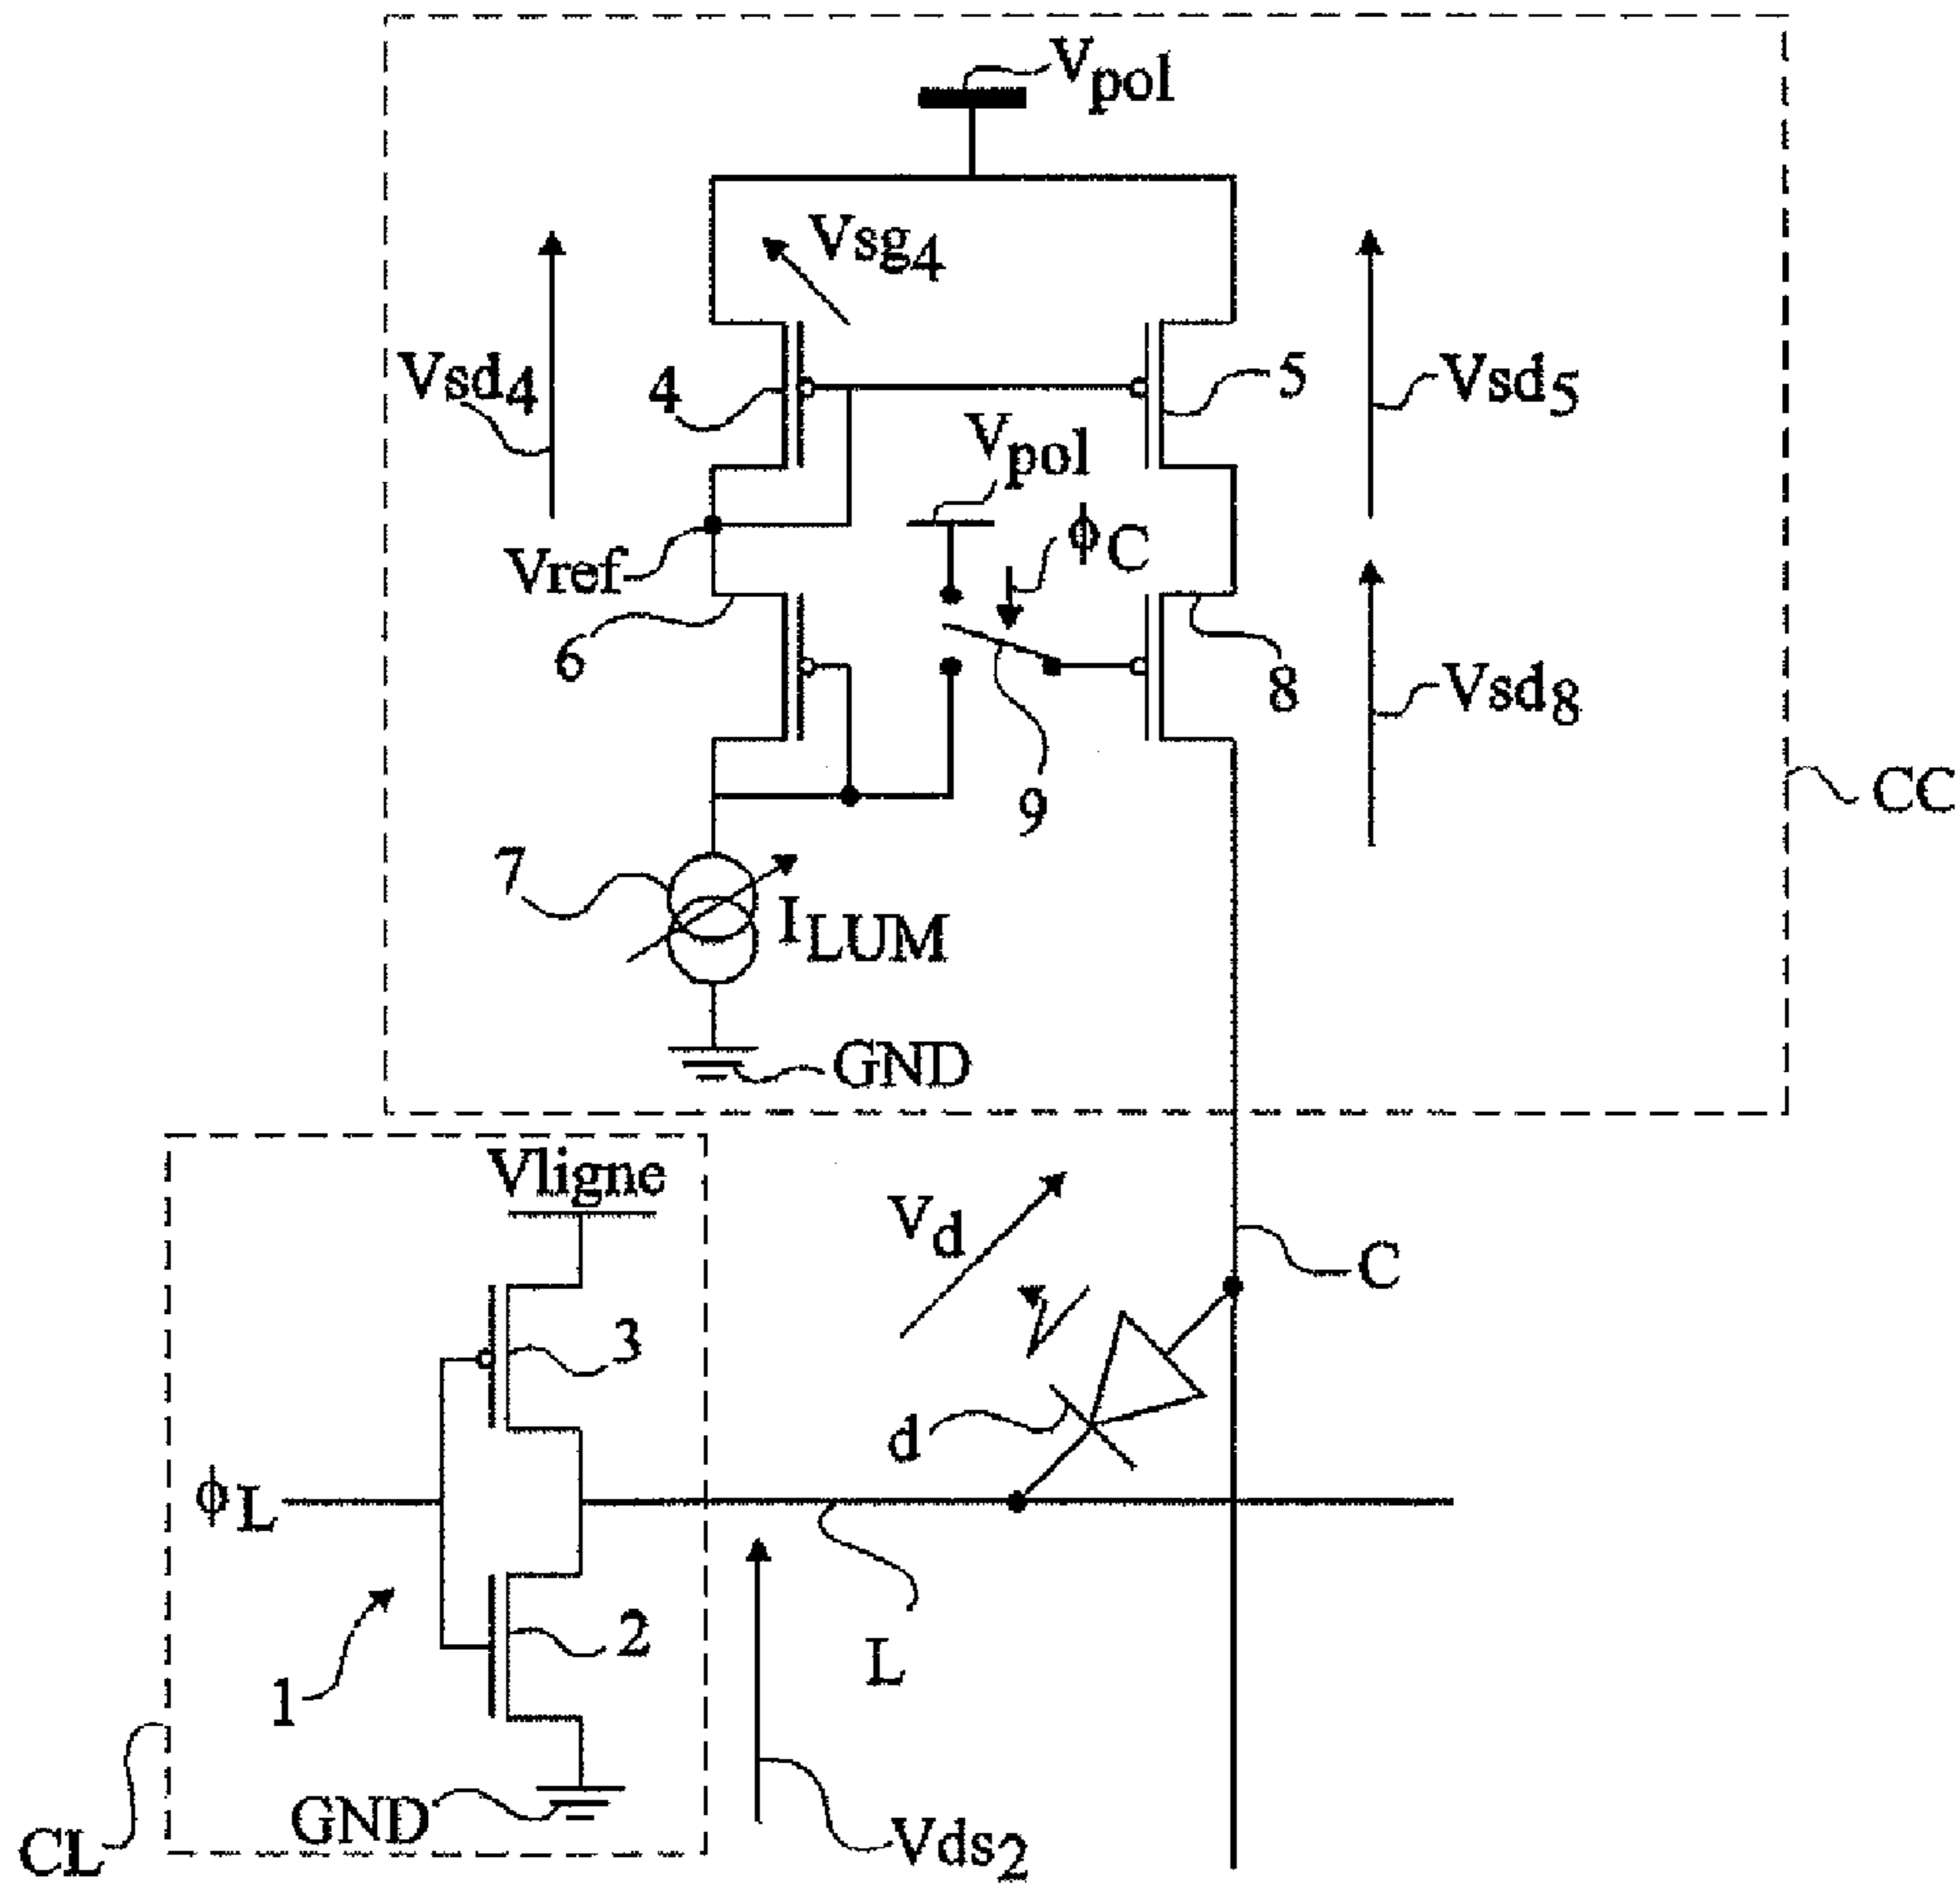 Vpol
Vsg4
Vsd4
4
5
Vsd5
Vpol
ϕC
Vref
6
8
Vsd8
9
CC
7
ILUM
GND
Vligne
Vd
C
3
d
ϕL
1
2
L
GND
CL
Vds2